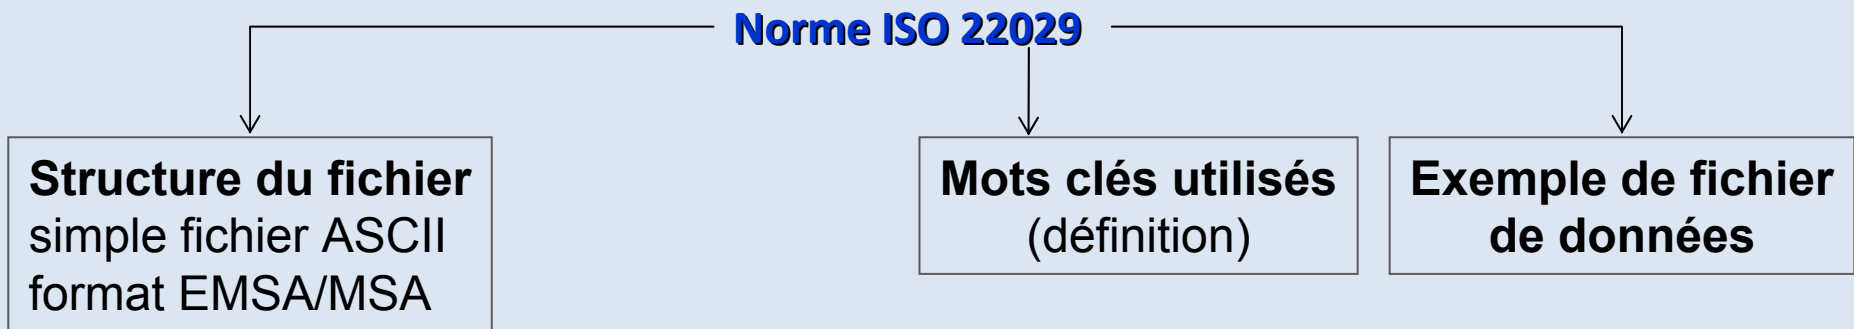 Norme ISO 22029
Structure du fichier
simple fichier ASCII
format EMSA/MSA
Mots clés utilisés
(définition)
Exemple de fichier
de données